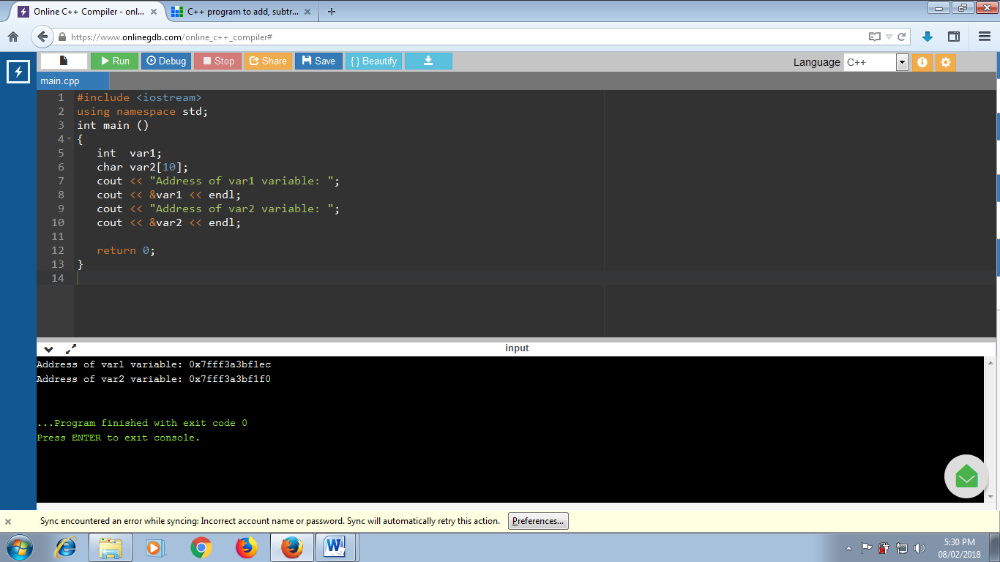 Online C++ Compiler - onl... × C++ program to add, subtr... × +
https://www.onlinegdb.com/online_c++_compiler#
Run Debug Stop Share Save { } Beautify Language C++
main.cpp
1 #include <iostream>
2 using namespace std;
3 int main ()
4 {
5    int  var1;
6    char var2[10];
7    cout << "Address of var1 variable: ";
8    cout << &var1 << endl;
9    cout << "Address of var2 variable: ";
10    cout << &var2 << endl;
11
12    return 0;
13 }
14
input
Address of var1 variable: 0x7fff3a3bf1ec
Address of var2 variable: 0x7fff3a3bf1f0
...Program finished with exit code 0
Press ENTER to exit console.
× Sync encountered an error while syncing: Incorrect account name or password. Sync will automatically retry this action. Preferences...
5:30 PM
08/02/2018